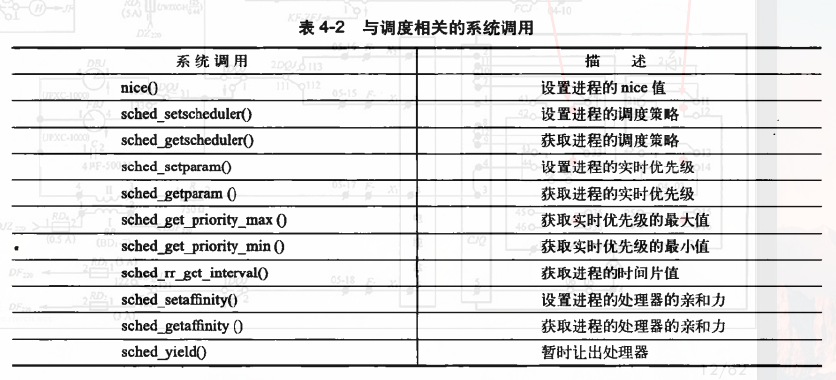 表 4-2 与调度相关的系统调用
系统调用 描 述
nice() 设置进程的 nice 值
sched_setscheduler() 设置进程的调度策略
sched_getscheduler() 获取进程的调度策略
sched_setparam() 设置进程的实时优先级
sched_getparam () 获取进程的实时优先级
sched_get_priority_max () 获取实时优先级的最大值
sched_get_priority_min () 获取实时优先级的最小值
sched_rr_gct_interval() 获取进程的时间片值
sched_setaffinity() 设置进程的处理器的亲和力
sched_getaffinity () 获取进程的处理器的亲和力
sched_yield() 暂时让出处理器
12/62